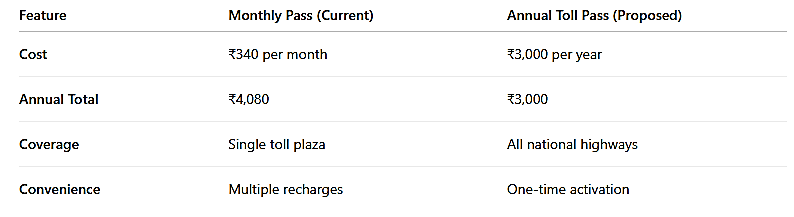 Feature Monthly Pass (Current) Annual Toll Pass (Proposed)
Cost ₹340 per month ₹3,000 per year
Annual Total ₹4,080 ₹3,000
Coverage Single toll plaza All national highways
Convenience Multiple recharges One-time activation